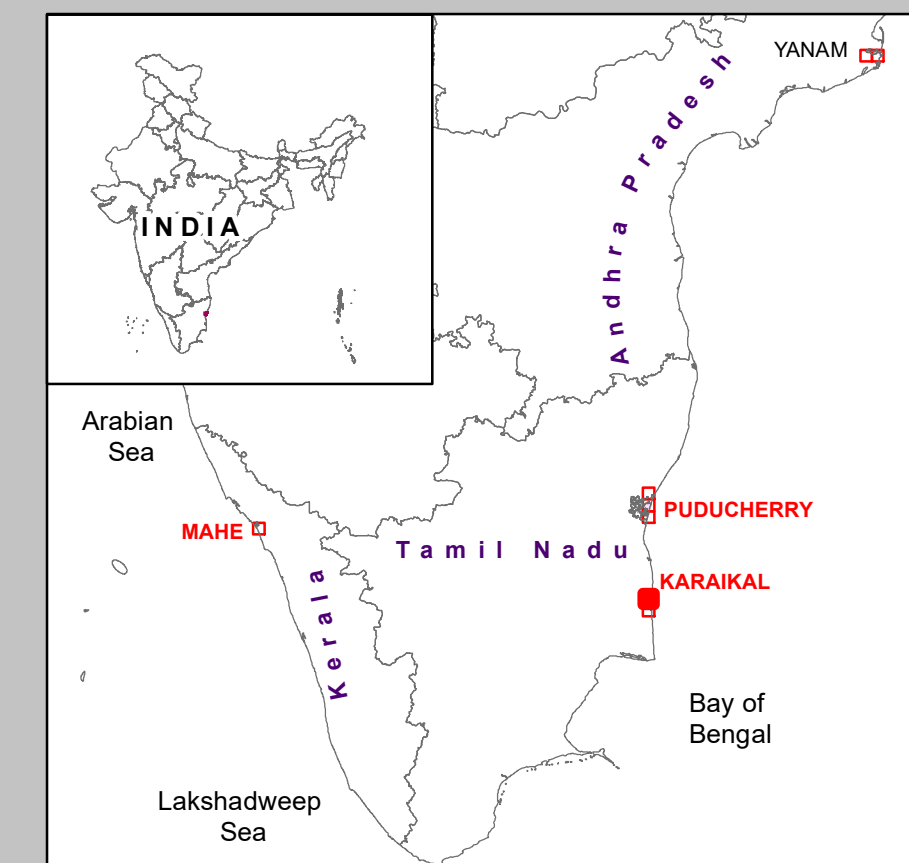 YANAM
Andhra Pradesh
INDIA
Arabian
Sea
PUDUCHERRY
MAHE
Tamil Nadu
KARAIKAL
Kerala
Bay of
Bengal
Lakshadweep
Sea